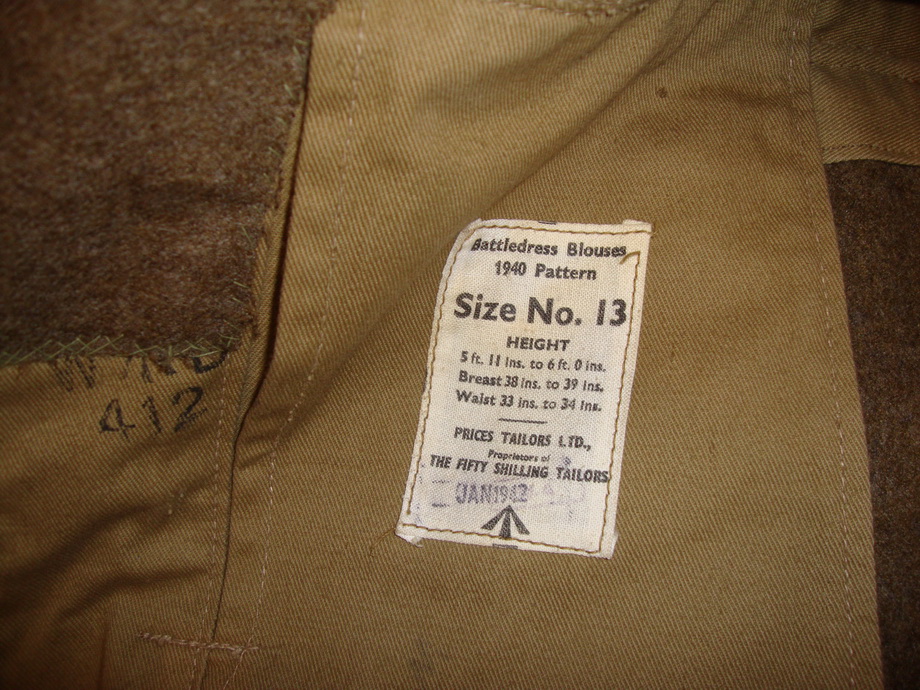 Battledress Blouses
1940 Pattern
Size No. 13
HEIGHT
5 ft. 11 ins. to 6 ft. 0 ins.
Breast 38 ins. to 39 ins.
Waist 33 ins. to 34 ins.
PRICES TAILORS LTD.,
Proprietors of
THE FIFTY SHILLING TAILORS
JAN 1942
412